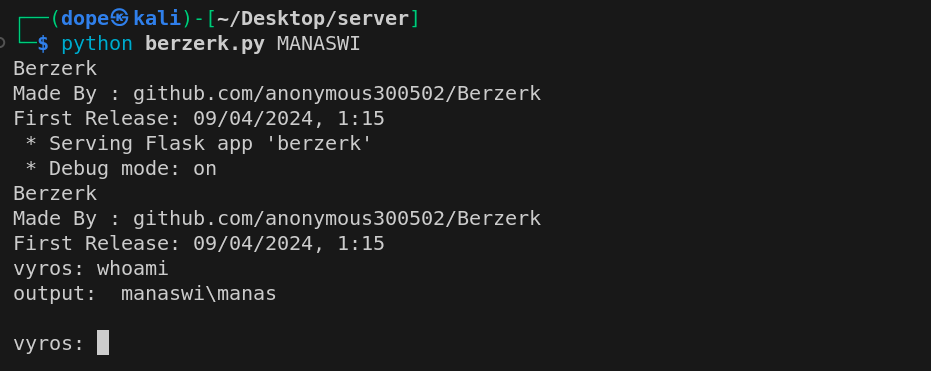 ┌──(dope㉿kali)-[~/Desktop/server]
└─$ python berzerk.py MANASWI
Berzerk
Made By : github.com/anonymous300502/Berzerk
First Release: 09/04/2024, 1:15
 * Serving Flask app 'berzerk'
 * Debug mode: on
Berzerk
Made By : github.com/anonymous300502/Berzerk
First Release: 09/04/2024, 1:15
vyros: whoami
output:  manaswi\manas
vyros: